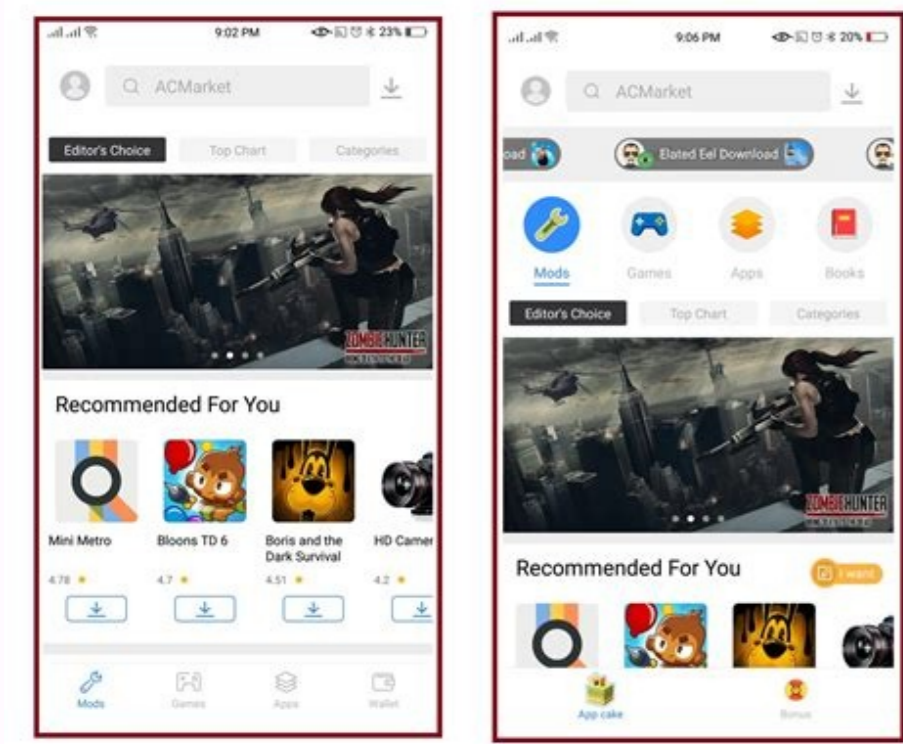 9:02 PM 23%
ACMarket
Editor's Choice Top Chart Categories
ZOMBIE HUNTER
Recommended For You
Mini Metro Bloons TD 6 Boris and the HD Camer
Dark Survival
4.78 4.7 4.51 4.2
Mods Games Apps Wallet
9:06 PM 20%
ACMarket
oad Elated Eel Download
Mods Games Apps Books
Editor's Choice Top Chart Categories
ZOMBIE HUNTER
Recommended For You I want
App cake Bonus